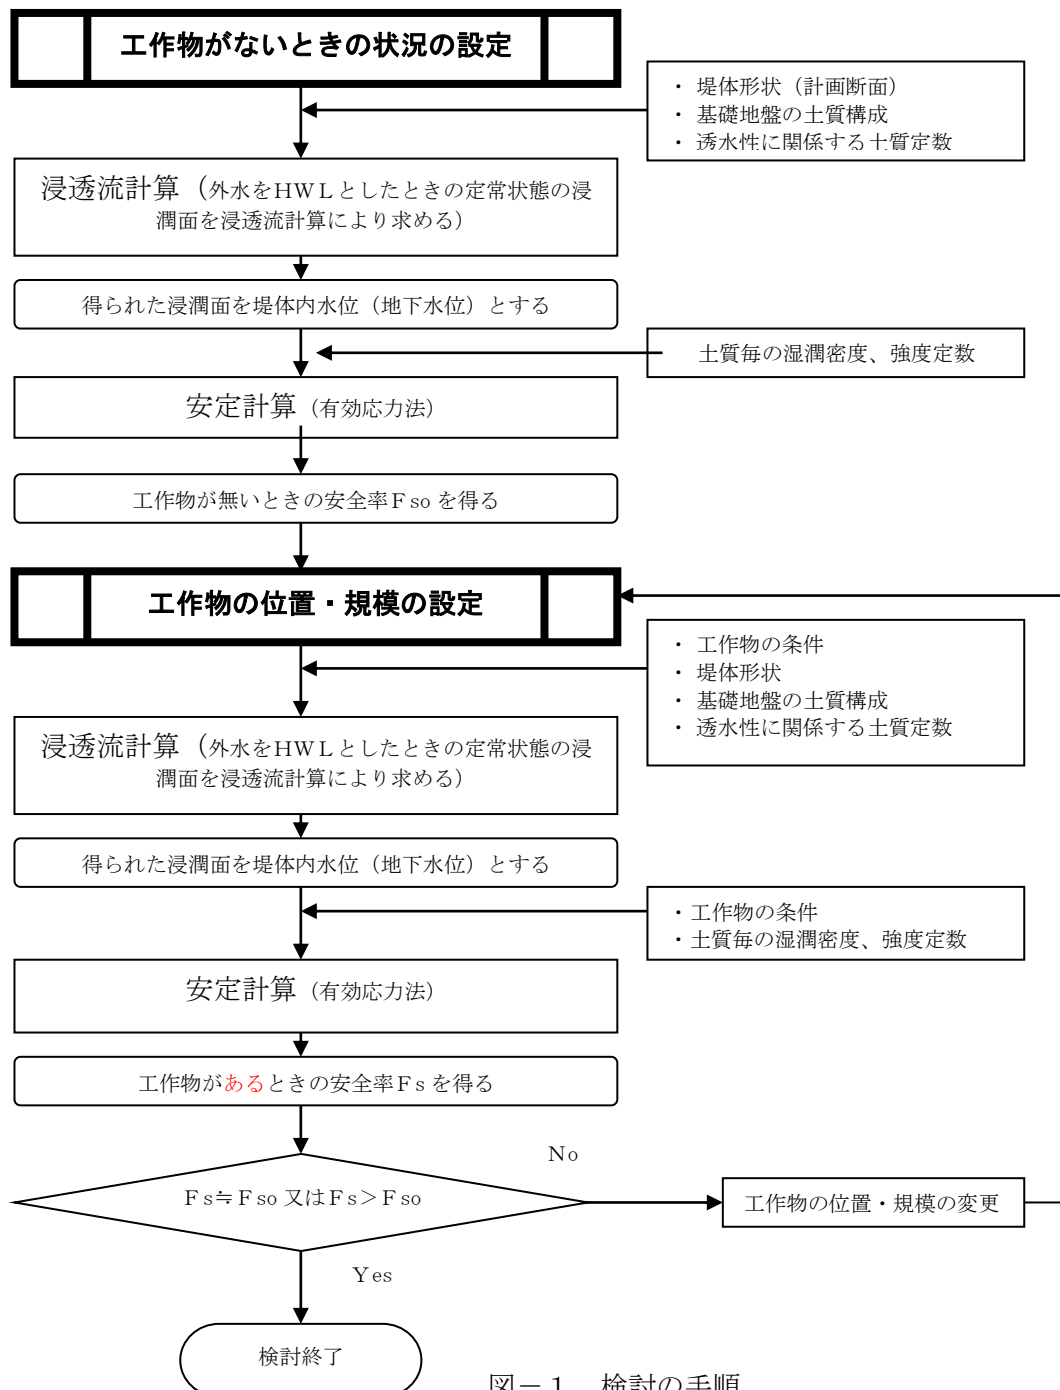 工作物がないときの状況の設定
・ 堤体形状（計画断面）
・ 基礎地盤の土質構成
・ 透水性に関係する土質定数
浸透流計算（外水をHWLとしたときの定常状態の浸
潤面を浸透流計算により求める）
得られた浸潤面を堤体内水位（地下水位）とする
土質毎の湿潤密度、強度定数
安定計算（有効応力法）
工作物が無いときの安全率Fso を得る
工作物の位置・規模の設定
・ 工作物の条件
・ 堤体形状
・ 基礎地盤の土質構成
・ 透水性に関係する土質定数
浸透流計算（外水をHWLとしたときの定常状態の浸
潤面を浸透流計算により求める）
得られた浸潤面を堤体内水位（地下水位）とする
・工作物の条件
・土質毎の湿潤密度、強度定数
安定計算（有効応力法）
工作物があるときの安全率Fs を得る
No
Fs≒Fso 又はFs＞Fso
工作物の位置・規模の変更
Yes
検討終了
図－１　検討の手順